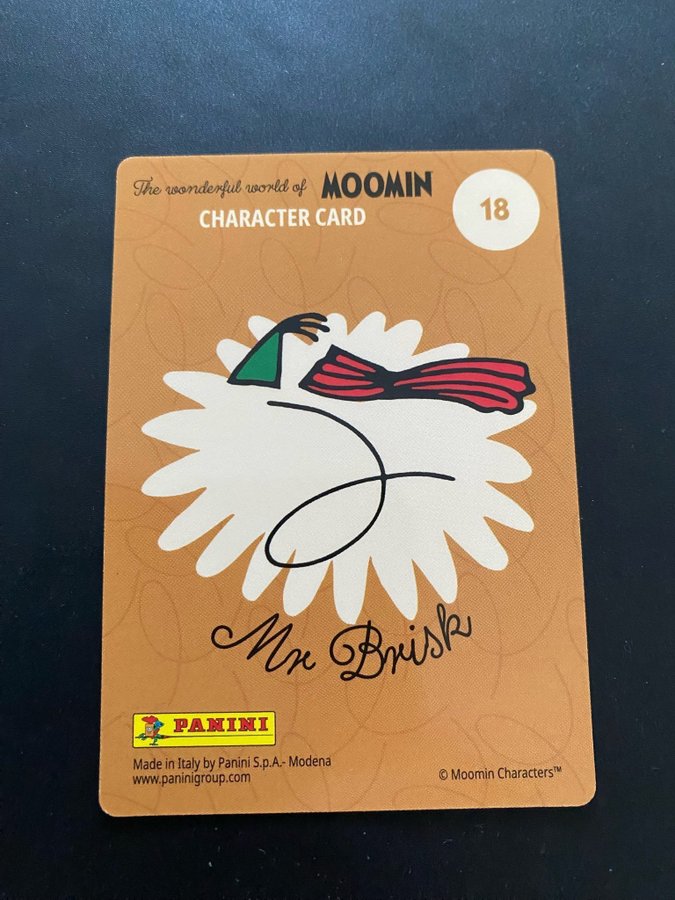 The wonderful world of MOOMIN
CHARACTER CARD
18
Mr Brisk
PANINI
Made in Italy by Panini S.p.A.- Modena
www.paninigroup.com
© Moomin Characters™